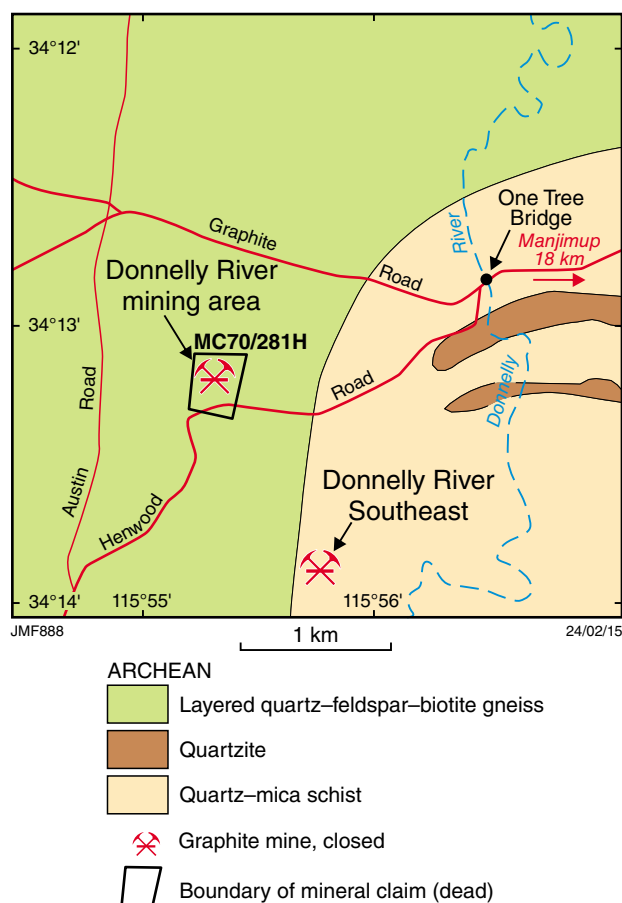 34°12'
One Tree
Bridge
River
Manjimup
18 km
Graphite
Road
Donnelly River
mining area
34°13'
MC70/281H
Road
Road
Donnelly
Austin
Henwood
Donnelly River
Southeast
34°14'
115°55'
115°56'
JMF888
24/02/15
1 km
ARCHEAN
Layered quartz–feldspar–biotite gneiss
Quartzite
Quartz–mica schist
Graphite mine, closed
Boundary of mineral claim (dead)